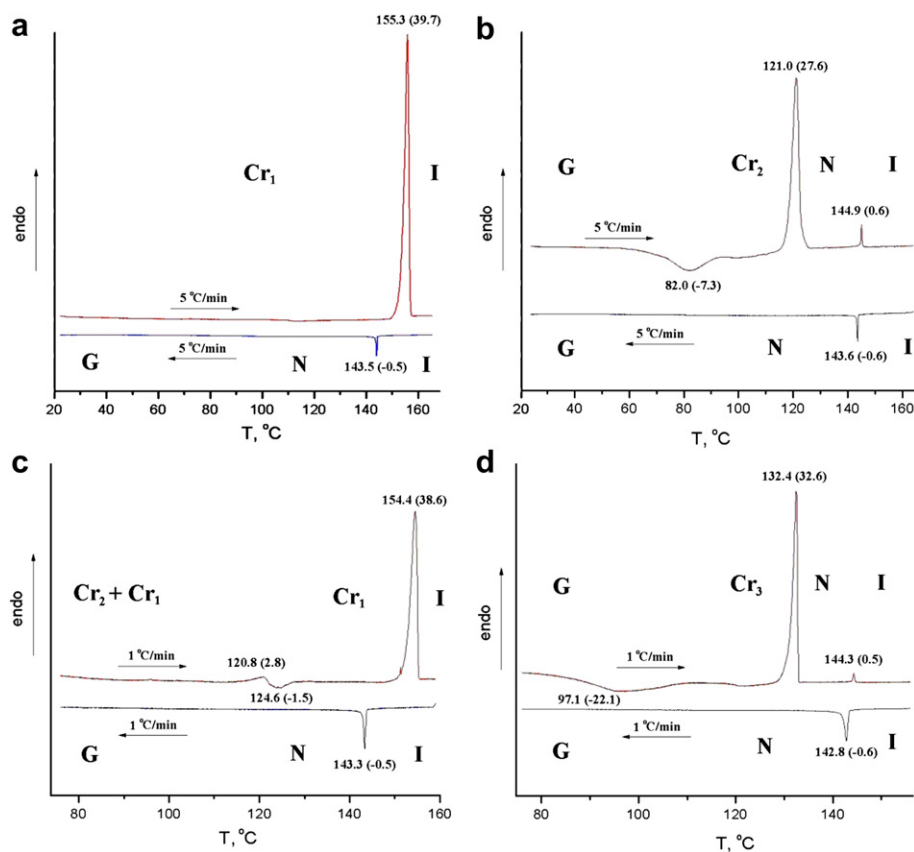 a
155.3 (39.7)
Cr₁
I
endo
5 °C/min
5 °C/min
G
N
143.5 (-0.5)
I
20 40 60 80 100 120 140 160
T, °C
b
121.0 (27.6)
G
Cr₂
N
I
endo
5 °C/min
144.9 (0.6)
82.0 (-7.3)
5 °C/min
G
N
143.6 (-0.6)
I
20 40 60 80 100 120 140 160
T, °C
c
154.4 (38.6)
endo
Cr₂ + Cr₁
Cr₁
I
1 °C/min
120.8 (2.8)
124.6 (-1.5)
1 °C/min
G
N
143.3 (-0.5)
I
80 100 120 140 160
T, °C
d
132.4 (32.6)
endo
G
Cr₃
N
I
1 °C/min
144.3 (0.5)
97.1 (-22.1)
1 °C/min
G
N
142.8 (-0.6)
I
80 100 120 140
T, °C